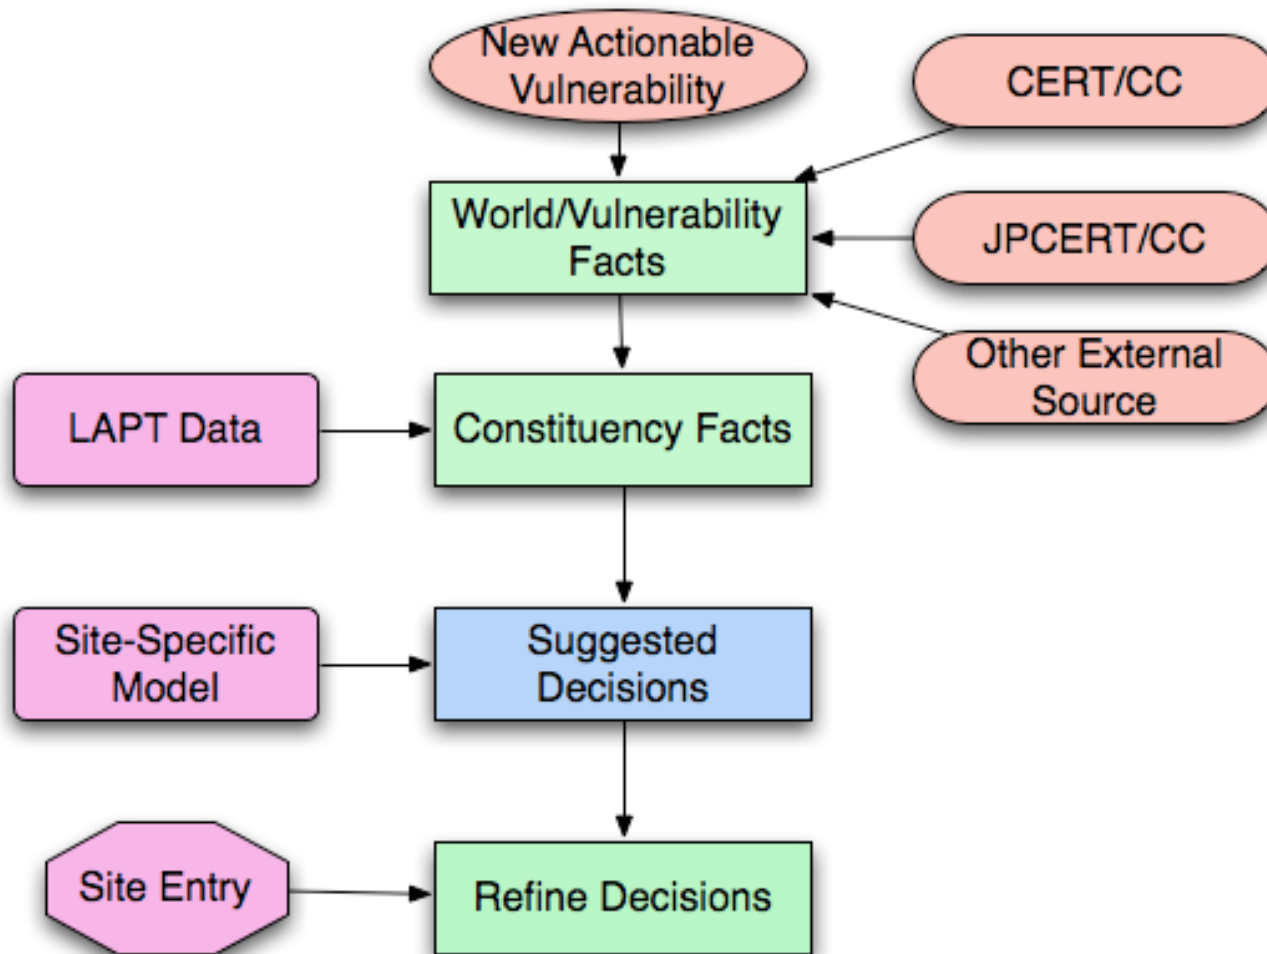 New Actionable
Vulnerability
CERT/CC
World/Vulnerability
Facts
JPCERT/CC
Other External
Source
LAPT Data
Constituency Facts
Site-Specific
Model
Suggested
Decisions
Site Entry
Refine Decisions